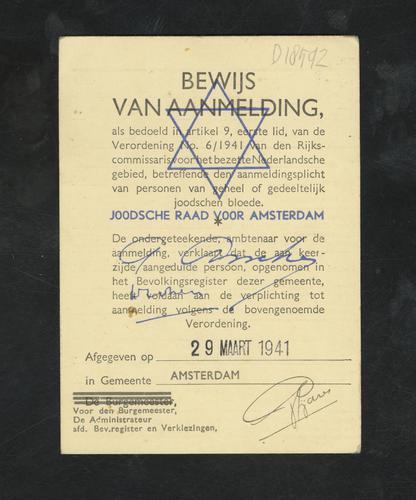 D18592
BEWIJS
VAN AANMELDING,
als bedoeld in artikel 9, eerste lid, van de
Verordening No. 6/1941 van den Rijks-
commissaris voor het bezette Nederlandsche
gebied, betreffende den aanmeldingsplicht
van personen van geheel of gedeeltelijk
joodschen bloede.
JOODSCHE RAAD VOOR AMSTERDAM
De ondergeteekende, ambtenaar voor de
aanmelding, verklaart, dat de aan keer-
zijde aangeduide persoon, opgenomen in
het Bevolkingsregister dezer gemeente,
heeft voldaan aan de verplichting tot
aanmelding volgens de bovengenoemde
Verordening.
Afgegeven op 29 MAART 1941
in Gemeente AMSTERDAM
De Burgemeester,
Voor den Burgemeester,
De Administrateur
afd. Bev.register en Verkiezingen,